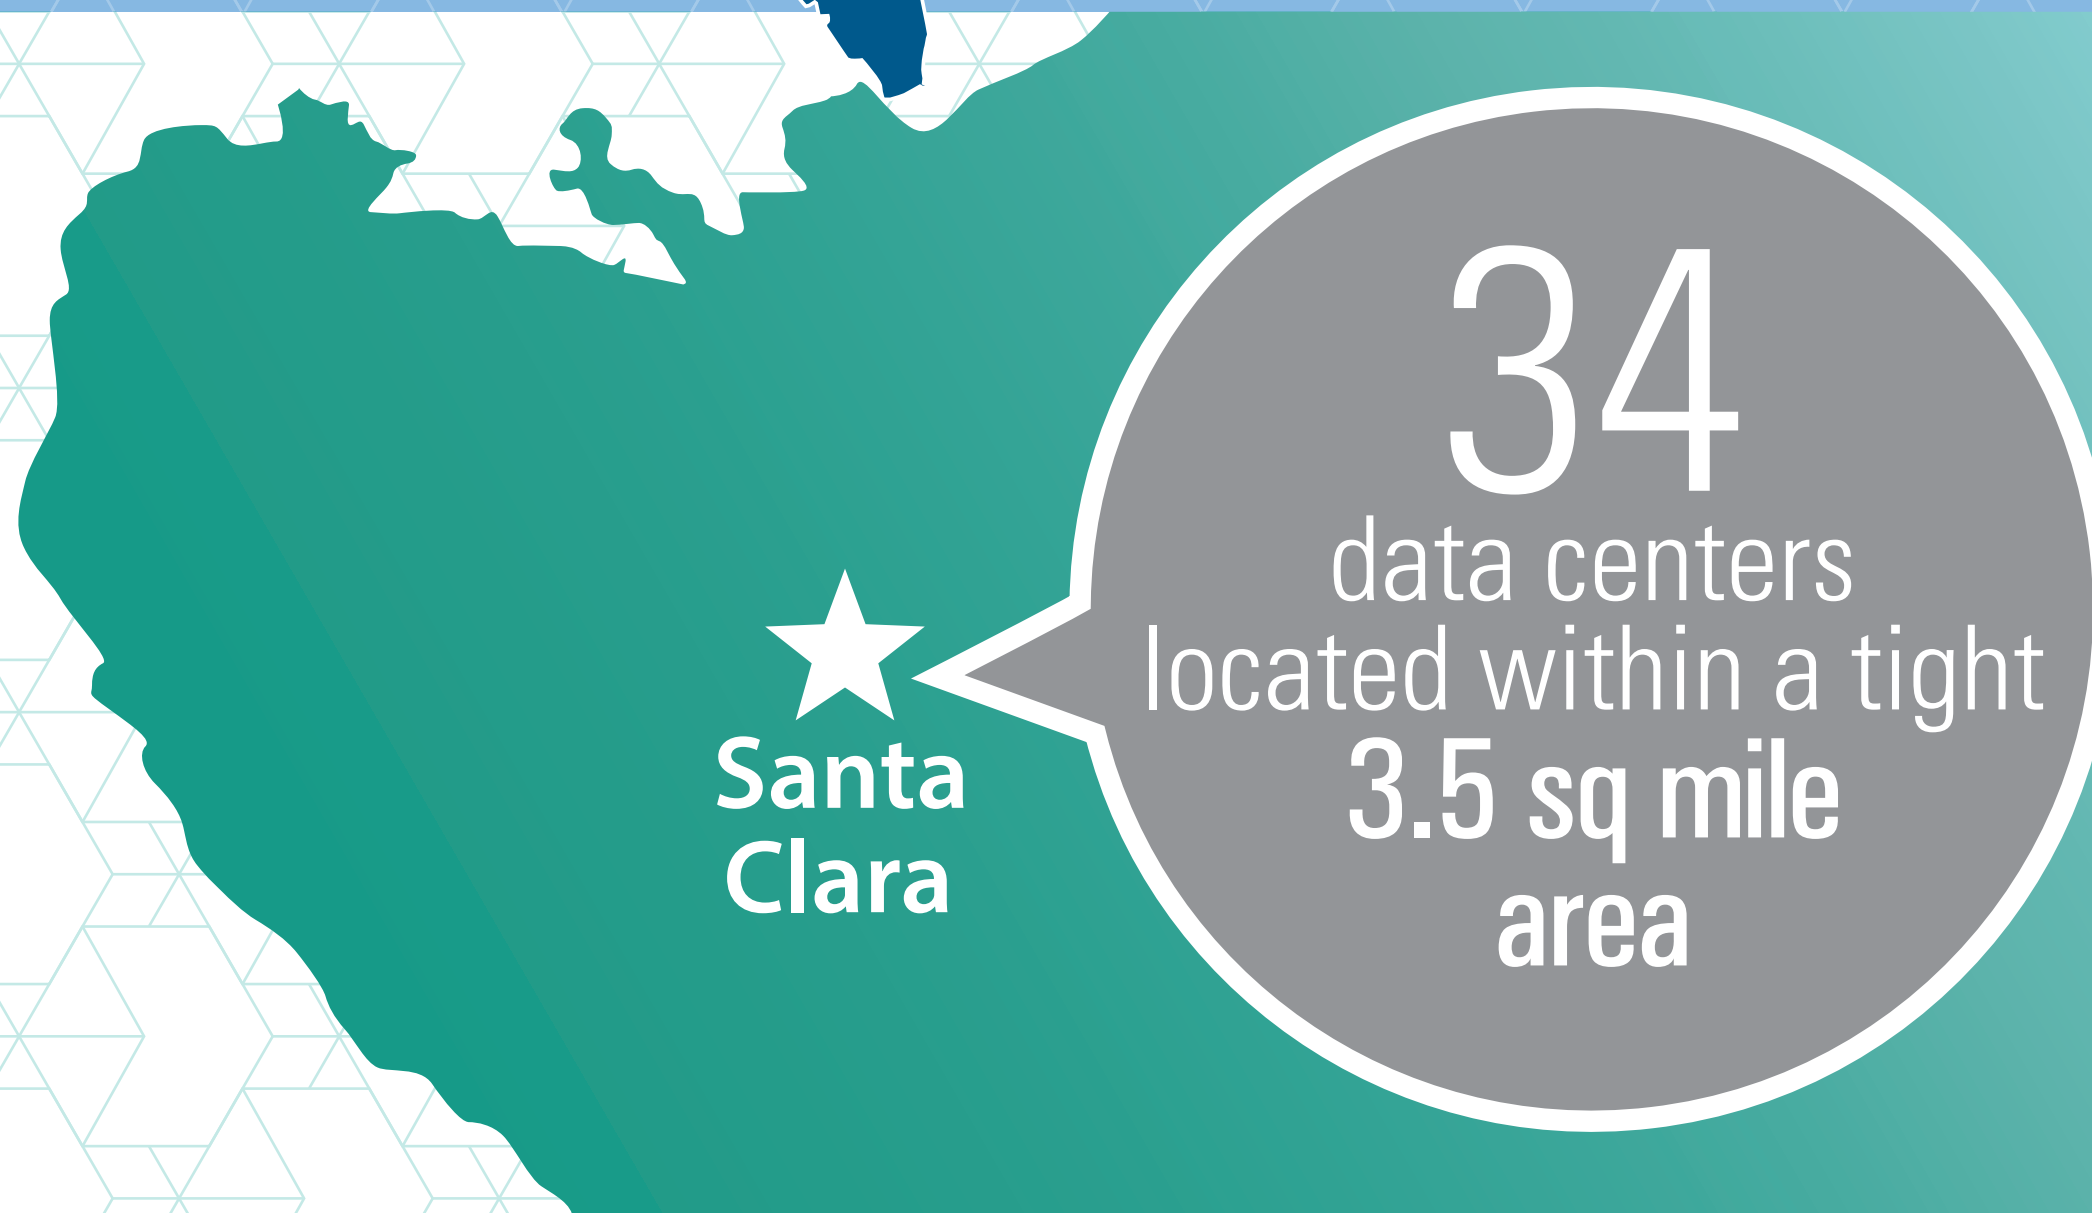 34
data centers
located within a tight
3.5 sq mile
area
Santa
Clara